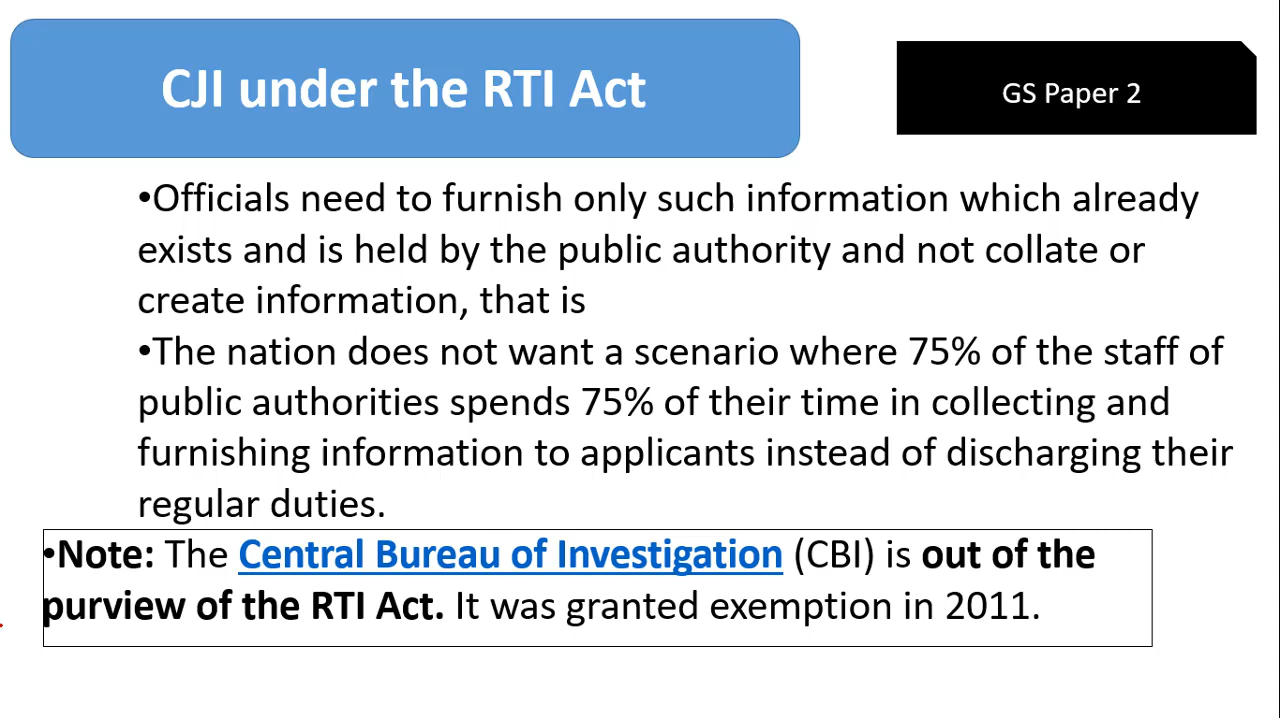 CJI under the RTI Act
GS Paper 2
•Officials need to furnish only such information which already
exists and is held by the public authority and not collate or
create information, that is
•The nation does not want a scenario where 75% of the staff of
public authorities spends 75% of their time in collecting and
furnishing information to applicants instead of discharging their
regular duties.
•Note: The Central Bureau of Investigation (CBI) is out of the
purview of the RTI Act. It was granted exemption in 2011.